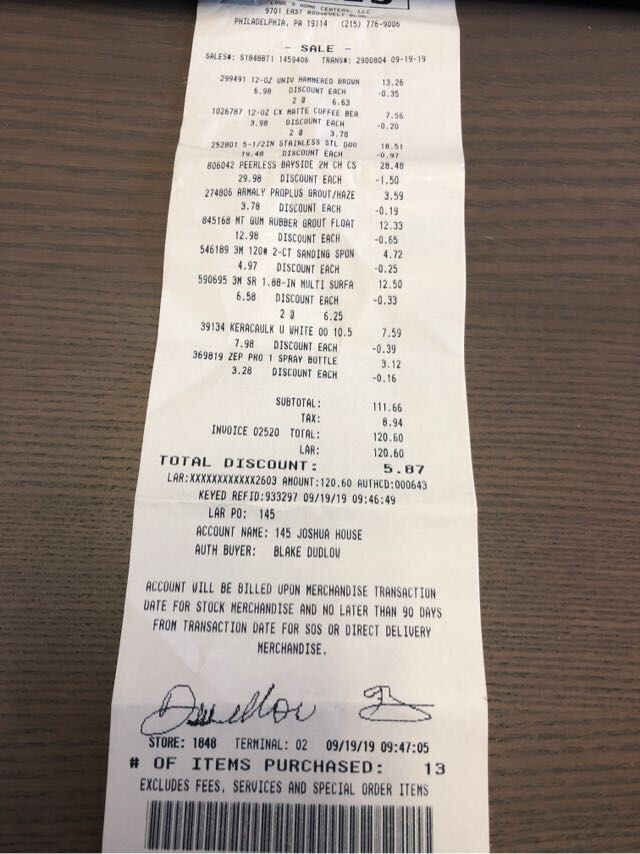 LOWE'S HOME CENTERS, LLC
9701 EAST ROOSEVELT BLVD
PHILADELPHIA, PA 19114 (215) 776-9006
- SALE -
SALES#: S1848BT1 1459406 TRANS#: 2900804 09-19-19
299491 12-OZ UNIV HAMMERED BROWN 13.26
6.98 DISCOUNT EACH -0.35
2 @ 6.63
1026787 12-OZ CX MATTE COFFEE BEA 7.56
3.98 DISCOUNT EACH -0.20
2 @ 3.78
252801 5-1/2IN STAINLESS STL DOO 18.51
19.48 DISCOUNT EACH -0.97
806042 PEERLESS BAYSIDE 2H CH CS 28.48
29.98 DISCOUNT EACH -1.50
274806 ARMALY PROPLUS GROUT/HAZE 3.59
3.78 DISCOUNT EACH -0.19
845168 MT GUM RUBBER GROUT FLOAT 12.33
12.98 DISCOUNT EACH -0.65
546189 3M 120# 2-CT SANDING SPON 4.72
4.97 DISCOUNT EACH -0.25
590695 3M SR 1.88-IN MULTI SURFA 12.50
6.58 DISCOUNT EACH -0.33
2 @ 6.25
39134 KERACAULK U WHITE 00 10.5 7.59
7.98 DISCOUNT EACH -0.39
369819 ZEP PRO 1 SPRAY BOTTLE 3.12
3.28 DISCOUNT EACH -0.16
SUBTOTAL: 111.66
TAX: 8.94
INVOICE 02520 TOTAL: 120.60
LAR: 120.60
TOTAL DISCOUNT: 5.87
LAR:XXXXXXXXXXXX2603 AMOUNT:120.60 AUTHCD:000643
KEYED REFID:933297 09/19/19 09:46:49
LAR PO: 145
ACCOUNT NAME: 145 JOSHUA HOUSE
AUTH BUYER: BLAKE DUDLOW
ACCOUNT WILL BE BILLED UPON MERCHANDISE TRANSACTION
DATE FOR STOCK MERCHANDISE AND NO LATER THAN 90 DAYS
FROM TRANSACTION DATE FOR SOS OR DIRECT DELIVERY
MERCHANDISE.
STORE: 1848 TERMINAL: 02 09/19/19 09:47:05
# OF ITEMS PURCHASED: 13
EXCLUDES FEES, SERVICES AND SPECIAL ORDER ITEMS